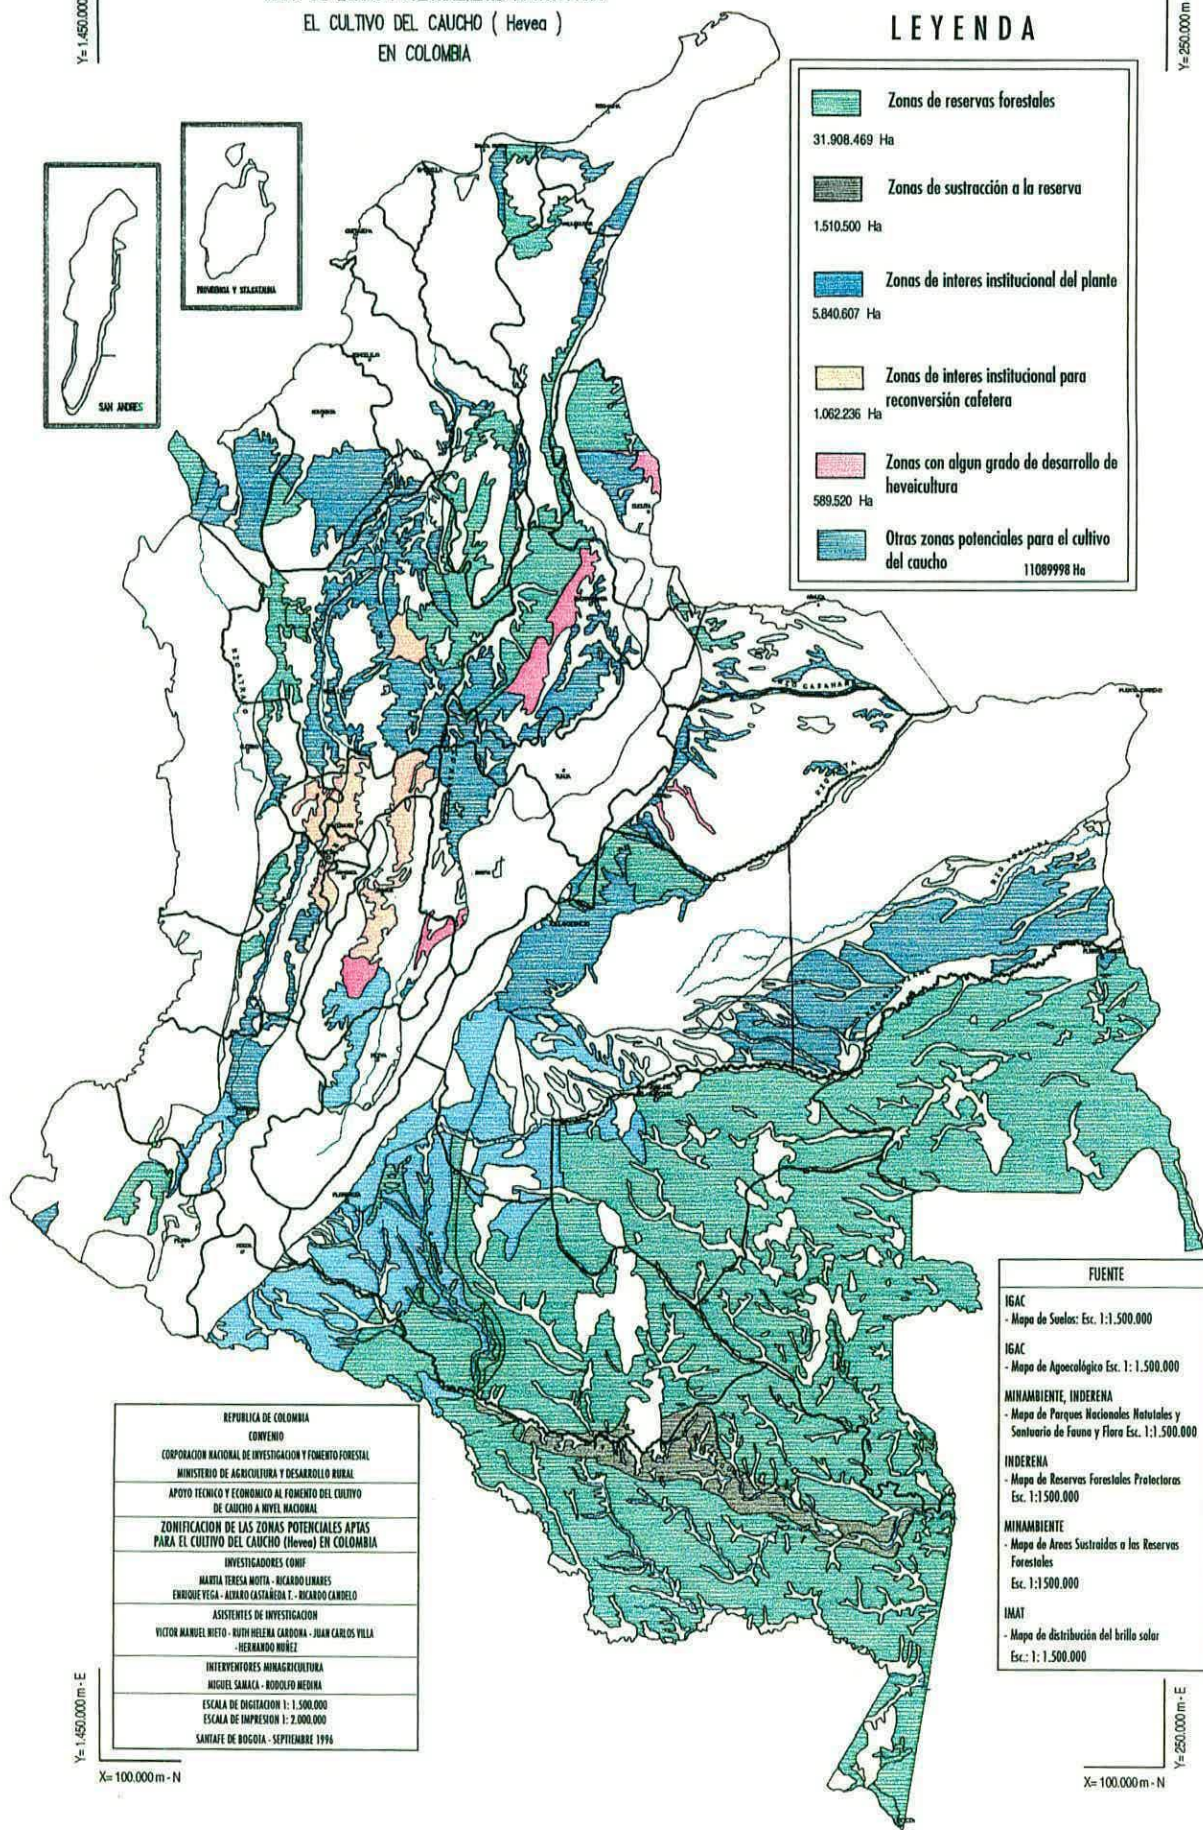 EL CULTIVO DEL CAUCHO ( Hevea )
EN COLOMBIA
Y= 1.450.000
Y= 250.000 m
LEYENDA
Zonas de reservas forestales
31.908.469 Ha
Zonas de sustracción a la reserva
1.510.500 Ha
Zonas de interes institucional del plante
5.840.607 Ha
Zonas de interes institucional para
reconversión cafetera
1.062.236 Ha
Zonas con algun grado de desarrollo de
heveicultura
589.520 Ha
Otras zonas potenciales para el cultivo
del caucho
11089998 Ha
PROVIDENCIA Y STA.CATALINA
SAN ANDRES
RIO ATRATO
RIO CASANARE
RIO META
TUNJA
FLORENCIA
FUENTE
IGAC
- Mapa de Suelos: Esc. 1:1.500.000
IGAC
- Mapa de Agoecológico Esc. 1: 1.500.000
MINAMBIENTE, INDERENA
- Mapa de Parques Nacionales Natutales y
Santuario de Fauna y Flora Esc. 1:1.500.000
INDERENA
- Mapa de Reservas Forestales Protectoras
Esc. 1:1500.000
MINAMBIENTE
- Mapa de Areas Sustraidas a las Reservas
Forestales
Esc. 1:1500.000
IMAT
- Mapa de distribución del brillo solar
Esc.: 1: 1.500.000
REPUBLICA DE COLOMBIA
CONVENIO
CORPORACION NACIONAL DE INVESTIGACION Y FOMENTO FORESTAL
MINISTERIO DE AGRICULTURA Y DESARROLLO RURAL
APOYO TECNICO Y ECONOMICO AL FOMENTO DEL CULTIVO
DE CAUCHO A NIVEL NACIONAL
ZONIFICACION DE LAS ZONAS POTENCIALES APTAS
PARA EL CULTIVO DEL CAUCHO (Hevea) EN COLOMBIA
INVESTIGADORES CONIF
MARTIA TERESA MOTTA - RICARDO LINARES
ENRIQUE VEGA - ALVARO CASTAÑEDA T. - RICARDO CANDELO
ASISTENTES DE INVESTIGACION
VICTOR MANUEL NIETO - RUTH HELENA CARDONA - JUAN CARLOS VILLA
- HERNANDO NUÑEZ
INTERVENTORES MINAGRICULTURA
MIGUEL SAMACA - RODOLFO MEDINA
ESCALA DE DIGITACION 1: 1.500.000
ESCALA DE IMPRESION 1: 2.000.000
SANTAFE DE BOGOTA - SEPTIEMBRE 1996
Y= 1.450.000 m - E
X= 100.000 m - N
Y= 250.000 m - E
X= 100.000 m - N